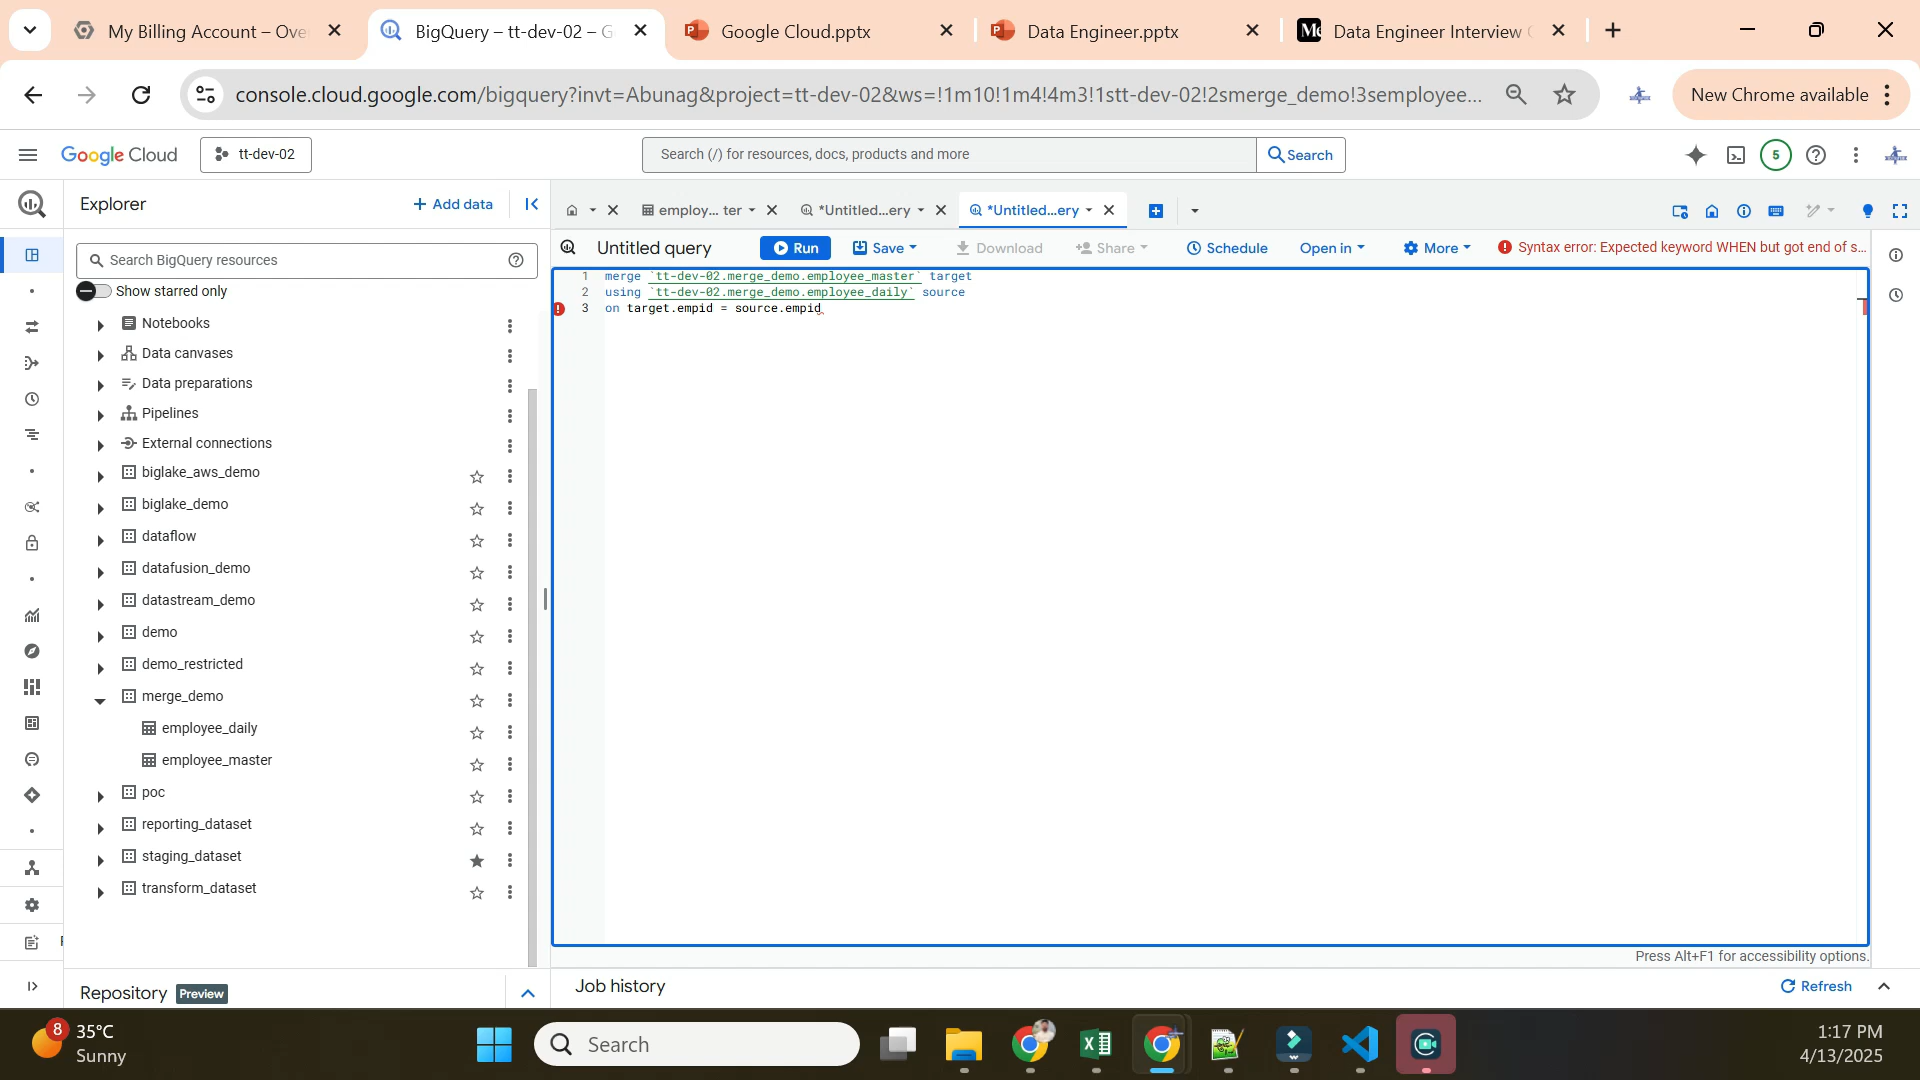 My Billing Account – Ove
BigQuery – tt-dev-02 – G
Google Cloud.pptx
Data Engineer.pptx
Data Engineer Interview
console.cloud.google.com/bigquery?invt=Abunag&project=tt-dev-02&ws=!1m10!1m4!4m3!1stt-dev-02!2smerge_demo!3semployee...
New Chrome available
Google Cloud
tt-dev-02
Search (/) for resources, docs, products and more
Search
5
Explorer
+ Add data
employ... ter
*Untitled...ery
*Untitled...ery
Untitled query
Run
Save
Download
Share
Schedule
Open in
More
Syntax error: Expected keyword WHEN but got end of s...
Search BigQuery resources
Show starred only
Notebooks
Data canvases
Data preparations
Pipelines
External connections
biglake_aws_demo
biglake_demo
dataflow
datafusion_demo
datastream_demo
demo
demo_restricted
merge_demo
employee_daily
employee_master
poc
reporting_dataset
staging_dataset
transform_dataset
Repository
Preview
1 merge `tt-dev-02.merge_demo.employee_master` target
2 using `tt-dev-02.merge_demo.employee_daily` source
3 on target.empid = source.empid
Press Alt+F1 for accessibility options.
Job history
Refresh
8
35°C
Sunny
Search
1:17 PM
4/13/2025